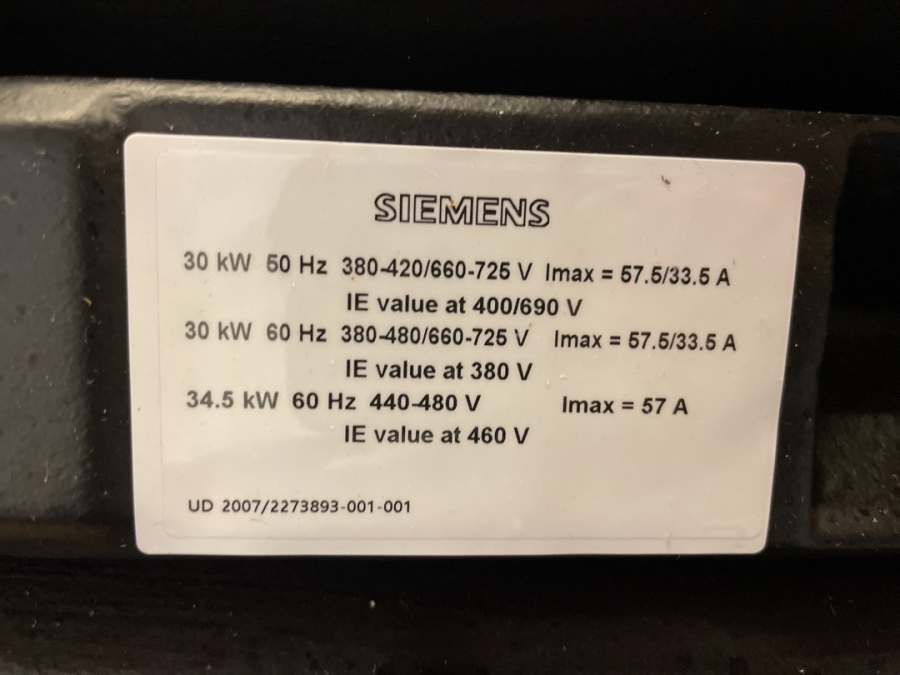 SIEMENS
30 kW 50 Hz 380-420/660-725 V Imax = 57.5/33.5 A
IE value at 400/690 V
30 kW 60 Hz 380-480/660-725 V Imax = 57.5/33.5 A
IE value at 380 V
34.5 kW 60 Hz 440-480 V Imax = 57 A
IE value at 460 V
UD 2007/2273893-001-001